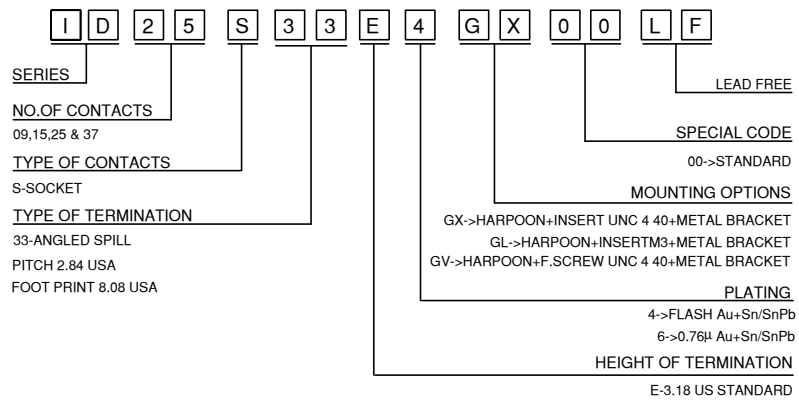 I D 2 5 S 3 3 E 4 G X 0 0 L F
SERIES
NO.OF CONTACTS
09,15,25 & 37
TYPE OF CONTACTS
S-SOCKET
TYPE OF TERMINATION
33-ANGLED SPILL
PITCH 2.84 USA
FOOT PRINT 8.08 USA
LEAD FREE
SPECIAL CODE
00->STANDARD
MOUNTING OPTIONS
GX->HARPOON+INSERT UNC 4 40+METAL BRACKET
GL->HARPOON+INSERTM3+METAL BRACKET
GV->HARPOON+F.SCREW UNC 4 40+METAL BRACKET
PLATING
4->FLASH Au+Sn/SnPb
6->0.76µ Au+Sn/SnPb
HEIGHT OF TERMINATION
E-3.18 US STANDARD